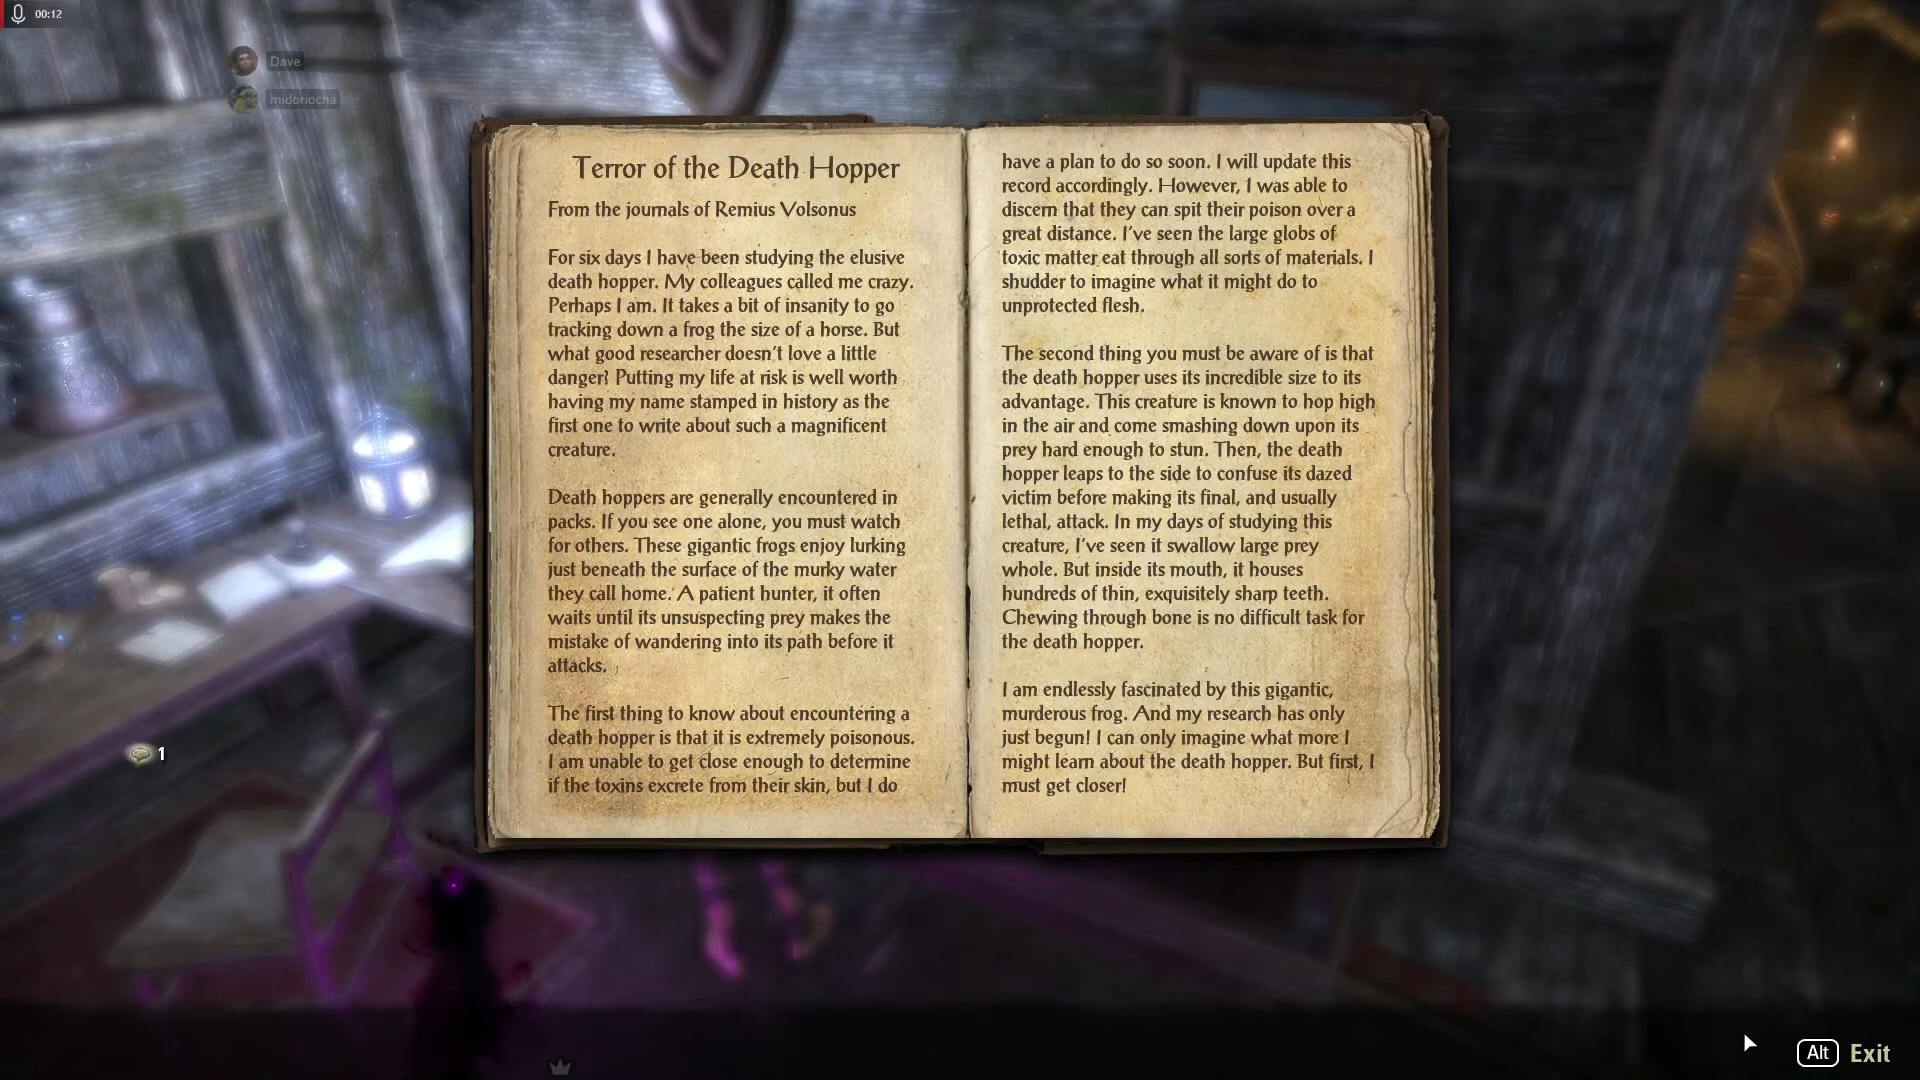 00:12
Dave
midoriocha
Terror of the Death Hopper
From the journals of Remius Volsonus
For six days I have been studying the elusive
death hopper. My colleagues called me crazy.
Perhaps I am. It takes a bit of insanity to go
tracking down a frog the size of a horse. But
what good researcher doesn't love a little
danger? Putting my life at risk is well worth
having my name stamped in history as the
first one to write about such a magnificent
creature.
Death hoppers are generally encountered in
packs. If you see one alone, you must watch
for others. These gigantic frogs enjoy lurking
just beneath the surface of the murky water
they call home. A patient hunter, it often
waits until its unsuspecting prey makes the
mistake of wandering into its path before it
attacks.
The first thing to know about encountering a
death hopper is that it is extremely poisonous.
I am unable to get close enough to determine
if the toxins excrete from their skin, but I do
have a plan to do so soon. I will update this
record accordingly. However, I was able to
discern that they can spit their poison over a
great distance. I've seen the large globs of
toxic matter eat through all sorts of materials. I
shudder to imagine what it might do to
unprotected flesh.
The second thing you must be aware of is that
the death hopper uses its incredible size to its
advantage. This creature is known to hop high
in the air and come smashing down upon its
prey hard enough to stun. Then, the death
hopper leaps to the side to confuse its dazed
victim before making its final, and usually
lethal, attack. In my days of studying this
creature, I've seen it swallow large prey
whole. But inside its mouth, it houses
hundreds of thin, exquisitely sharp teeth.
Chewing through bone is no difficult task for
the death hopper.
I am endlessly fascinated by this gigantic,
murderous frog. And my research has only
just begun! I can only imagine what more I
might learn about the death hopper. But first, I
must get closer!
1
Alt Exit